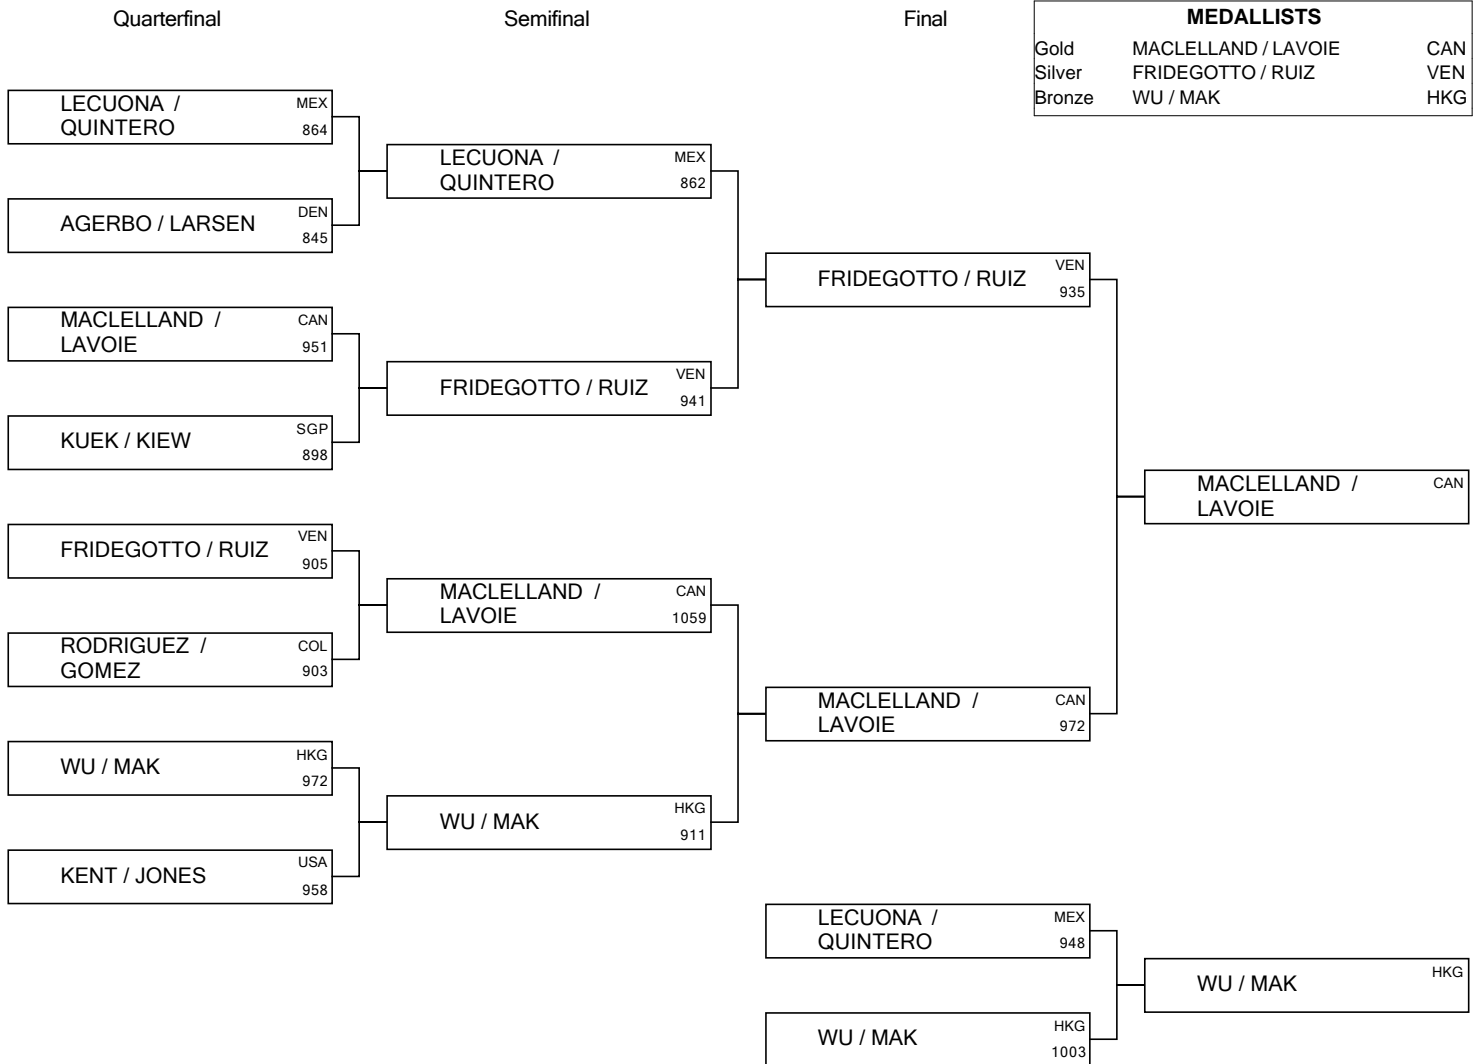 Quarterfinal
Semifinal
Final
MEDALLISTS
Gold MACLELLAND / LAVOIE CAN
Silver FRIDEGOTTO / RUIZ VEN
Bronze WU / MAK HKG
LECUONA / MEX
QUINTERO 864
AGERBO / LARSEN DEN
845
MACLELLAND / CAN
LAVOIE 951
KUEK / KIEW SGP
898
FRIDEGOTTO / RUIZ VEN
905
RODRIGUEZ / COL
GOMEZ 903
WU / MAK HKG
972
KENT / JONES USA
958
LECUONA / MEX
QUINTERO 862
FRIDEGOTTO / RUIZ VEN
941
MACLELLAND / CAN
LAVOIE 1059
WU / MAK HKG
911
FRIDEGOTTO / RUIZ VEN
935
MACLELLAND / CAN
LAVOIE 972
MACLELLAND / CAN
LAVOIE
LECUONA / MEX
QUINTERO 948
WU / MAK HKG
1003
WU / MAK HKG